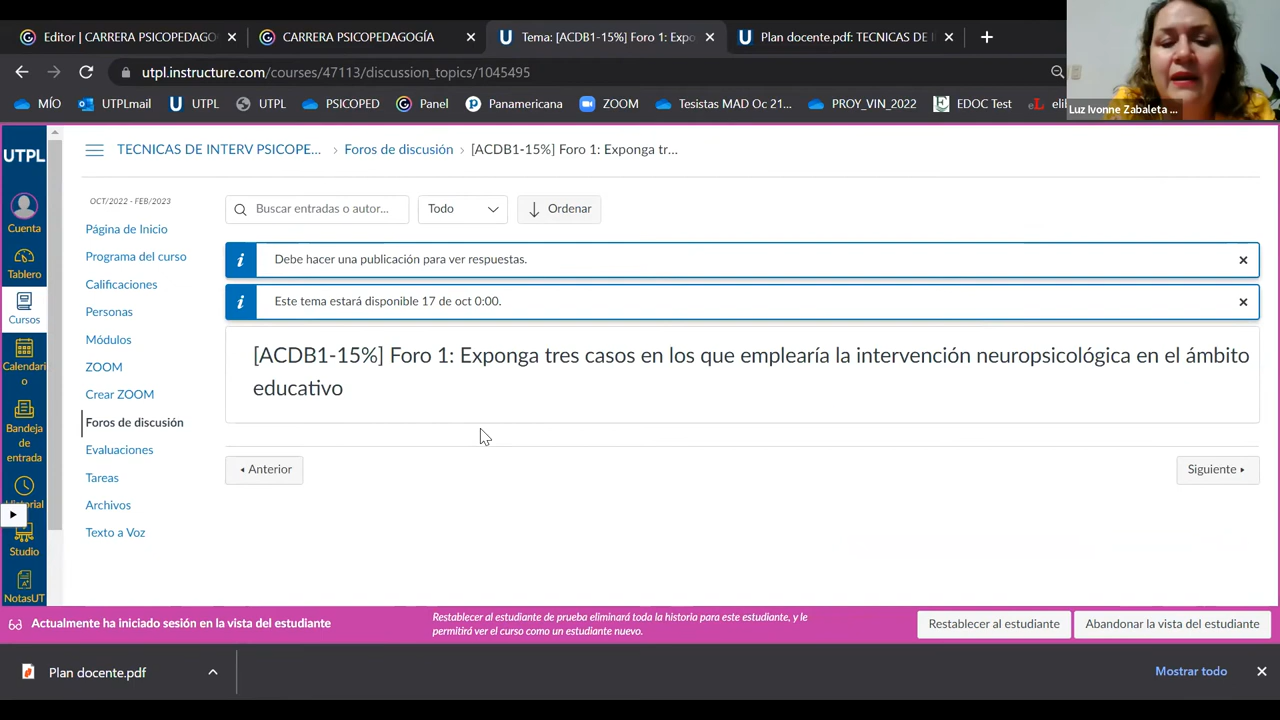 Editor | CARRERA PSICOPEDAGO
CARRERA PSICOPEDAGOGÍA
Tema: [ACDB1-15%] Foro 1: Expo
Plan docente.pdf: TECNICAS DE I
utpl.instructure.com/courses/47113/discussion_topics/1045495
MÍO
UTPLmail
UTPL
UTPL
PSICOPED
Panel
Panamericana
ZOOM
Tesistas MAD Oc 21...
PROY_VIN_2022
EDOC Test
Luz Ivonne Zabaleta ...
UTPL
TECNICAS DE INTERV PSICOPE...
Foros de discusión
[ACDB1-15%] Foro 1: Exponga tr...
OCT/2022 - FEB/2023
Página de Inicio
Programa del curso
Calificaciones
Personas
Módulos
ZOOM
Crear ZOOM
Foros de discusión
Evaluaciones
Tareas
Archivos
Texto a Voz
Cuenta
Tablero
Cursos
Calendari
o
Bandeja
de
entrada
Historial
Studio
NotasUT
Buscar entradas o autor...
Todo
Ordenar
Debe hacer una publicación para ver respuestas.
Este tema estará disponible 17 de oct 0:00.
[ACDB1-15%] Foro 1: Exponga tres casos en los que emplearía la intervención neuropsicológica en el ámbito
educativo
Anterior
Siguiente
Actualmente ha iniciado sesión en la vista del estudiante
Restablecer al estudiante de prueba eliminará toda la historia para este estudiante, y le
permitirá ver el curso como un estudiante nuevo.
Restablecer al estudiante
Abandonar la vista del estudiante
Plan docente.pdf
Mostrar todo